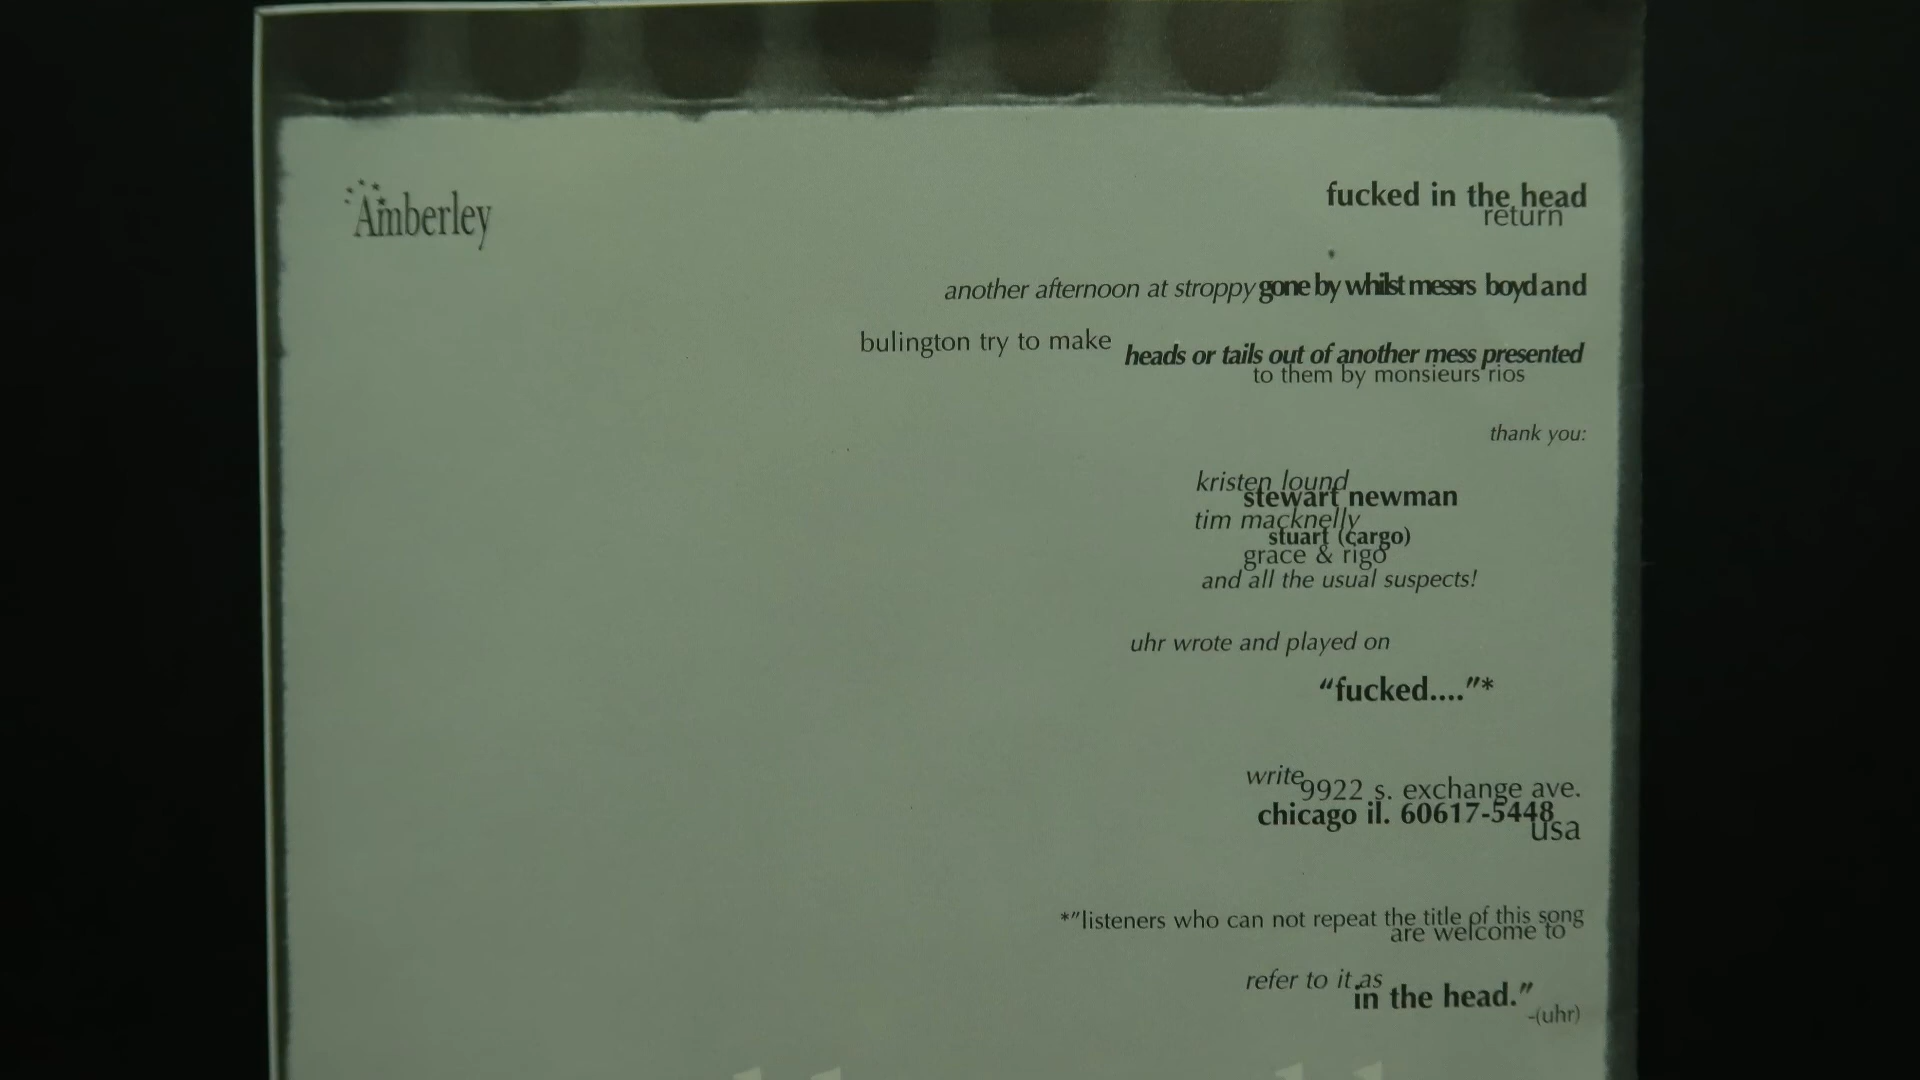 Amberley
fucked in the head
return
another afternoon at stroppy gone by whilst messrs boyd and
bulington try to make heads or tails out of another mess presented
to them by monsieurs rios
thank you:
kristen lound
stewart newman
tim macknelly
stuart (cargo)
grace & rigo
and all the usual suspects!
uhr wrote and played on
“fucked....”*
write 9922 s. exchange ave.
chicago il. 60617-5448
usa
*”listeners who can not repeat the title of this song
are welcome to
refer to it as
in the head.”
-(uhr)